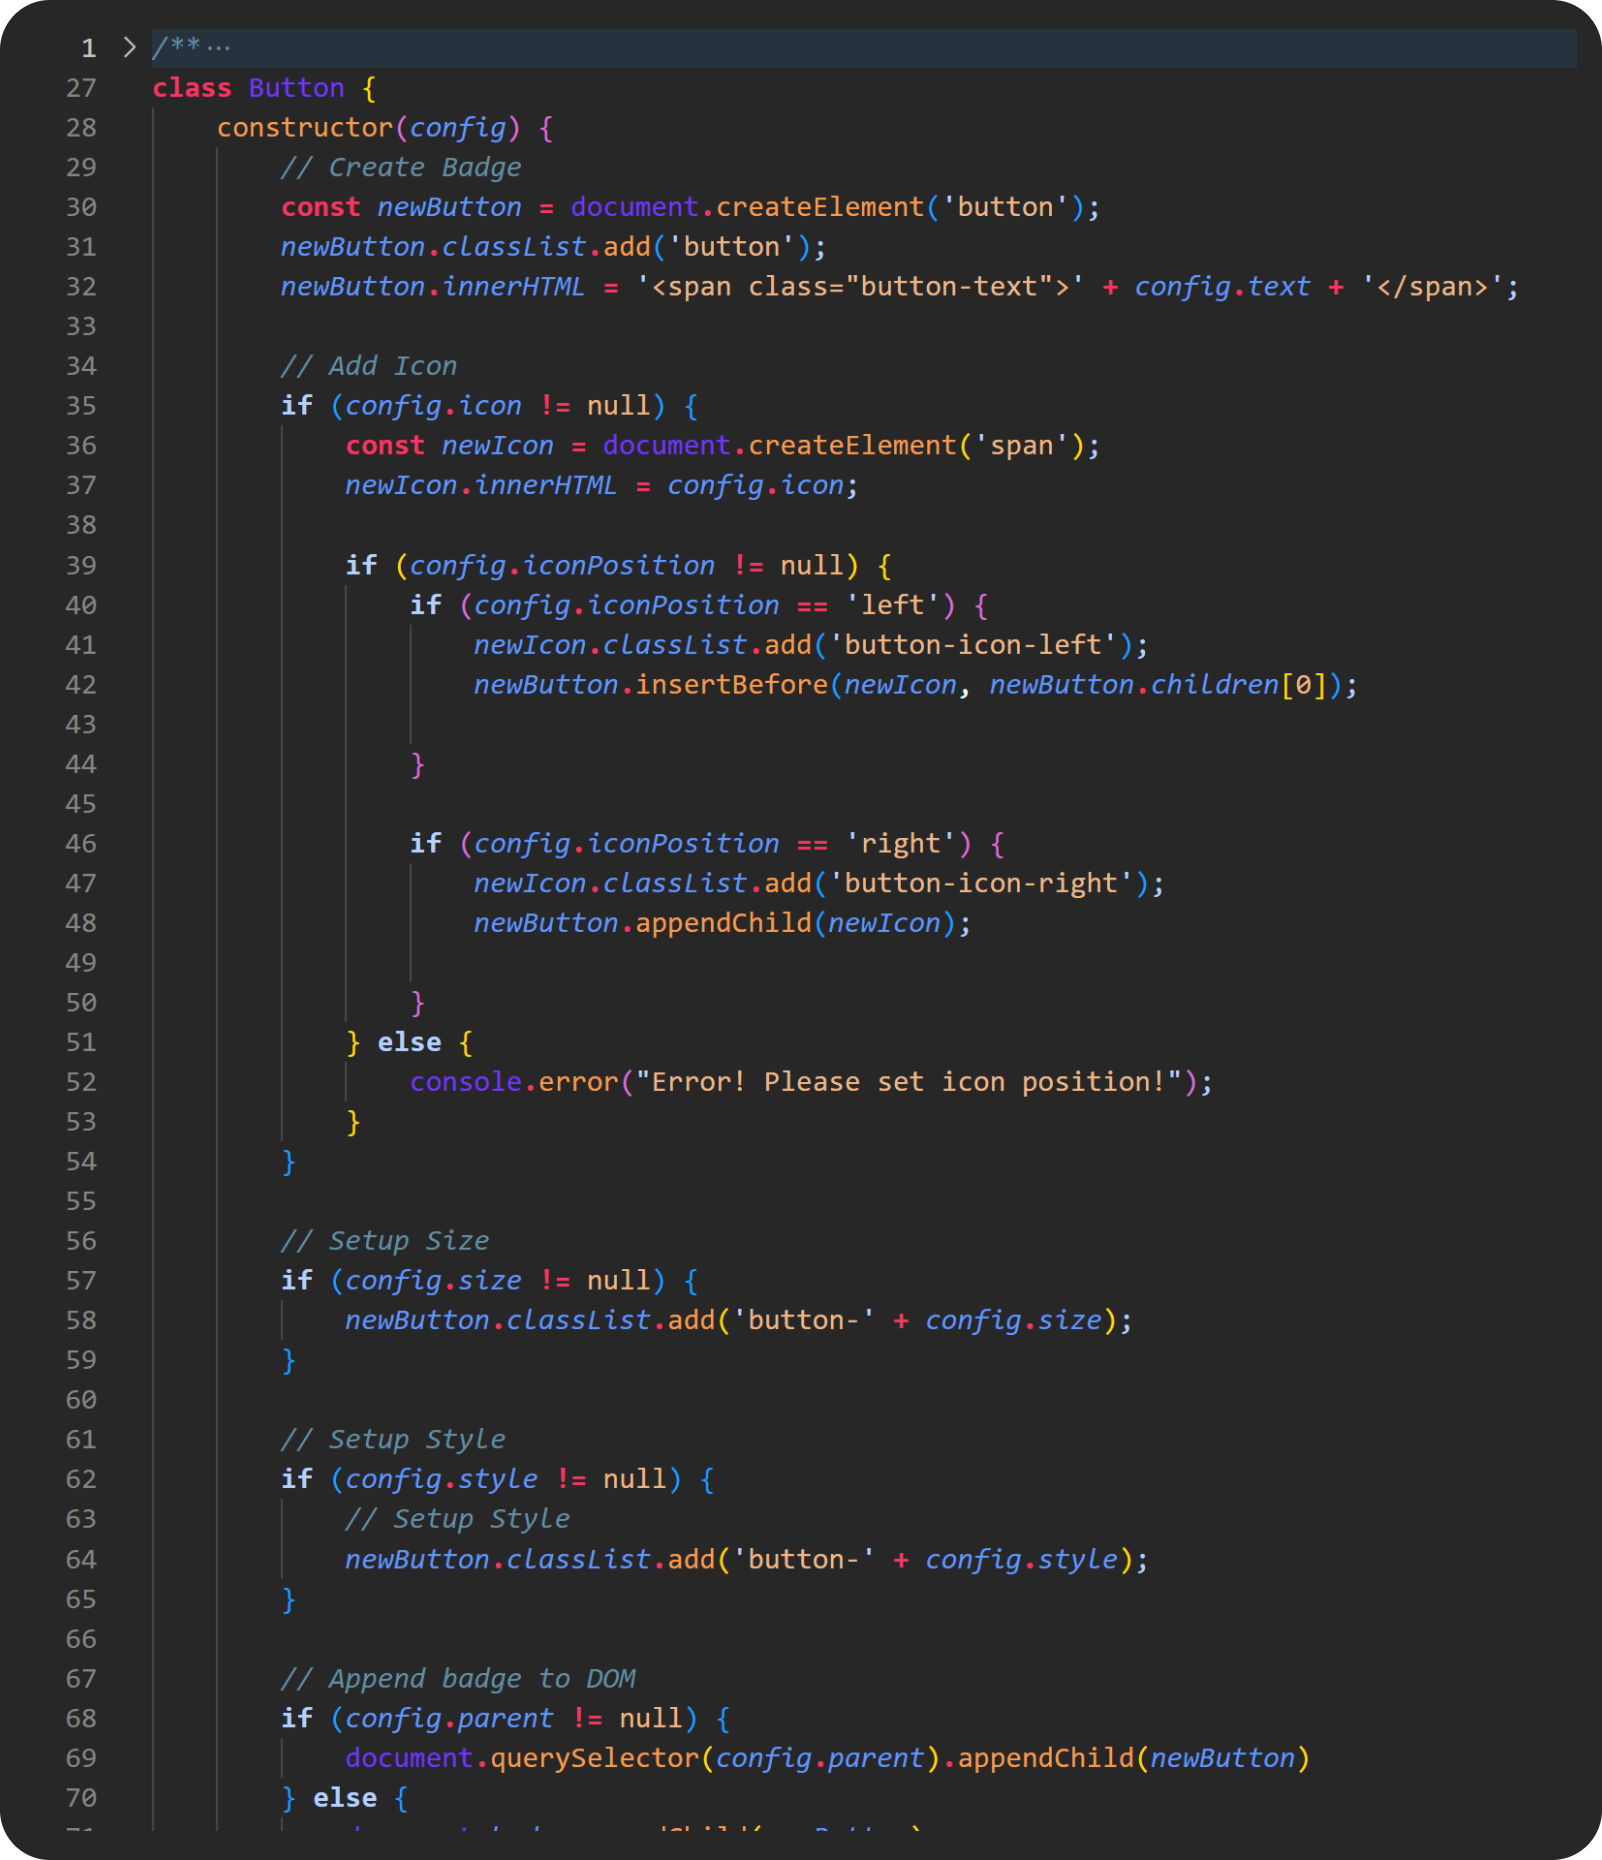 1 > /** ···
27 class Button {
28     constructor(config) {
29         // Create Badge
30         const newButton = document.createElement('button');
31         newButton.classList.add('button');
32         newButton.innerHTML = '<span class="button-text">' + config.text + '</span>';
33
34         // Add Icon
35         if (config.icon != null) {
36             const newIcon = document.createElement('span');
37             newIcon.innerHTML = config.icon;
38
39             if (config.iconPosition != null) {
40                 if (config.iconPosition == 'left') {
41                     newIcon.classList.add('button-icon-left');
42                     newButton.insertBefore(newIcon, newButton.children[0]);
43
44                 }
45
46                 if (config.iconPosition == 'right') {
47                     newIcon.classList.add('button-icon-right');
48                     newButton.appendChild(newIcon);
49
50                 }
51             } else {
52                 console.error("Error! Please set icon position!");
53             }
54         }
55
56         // Setup Size
57         if (config.size != null) {
58             newButton.classList.add('button-' + config.size);
59         }
60
61         // Setup Style
62         if (config.style != null) {
63             // Setup Style
64             newButton.classList.add('button-' + config.style);
65         }
66
67         // Append badge to DOM
68         if (config.parent != null) {
69             document.querySelector(config.parent).appendChild(newButton)
70         } else {